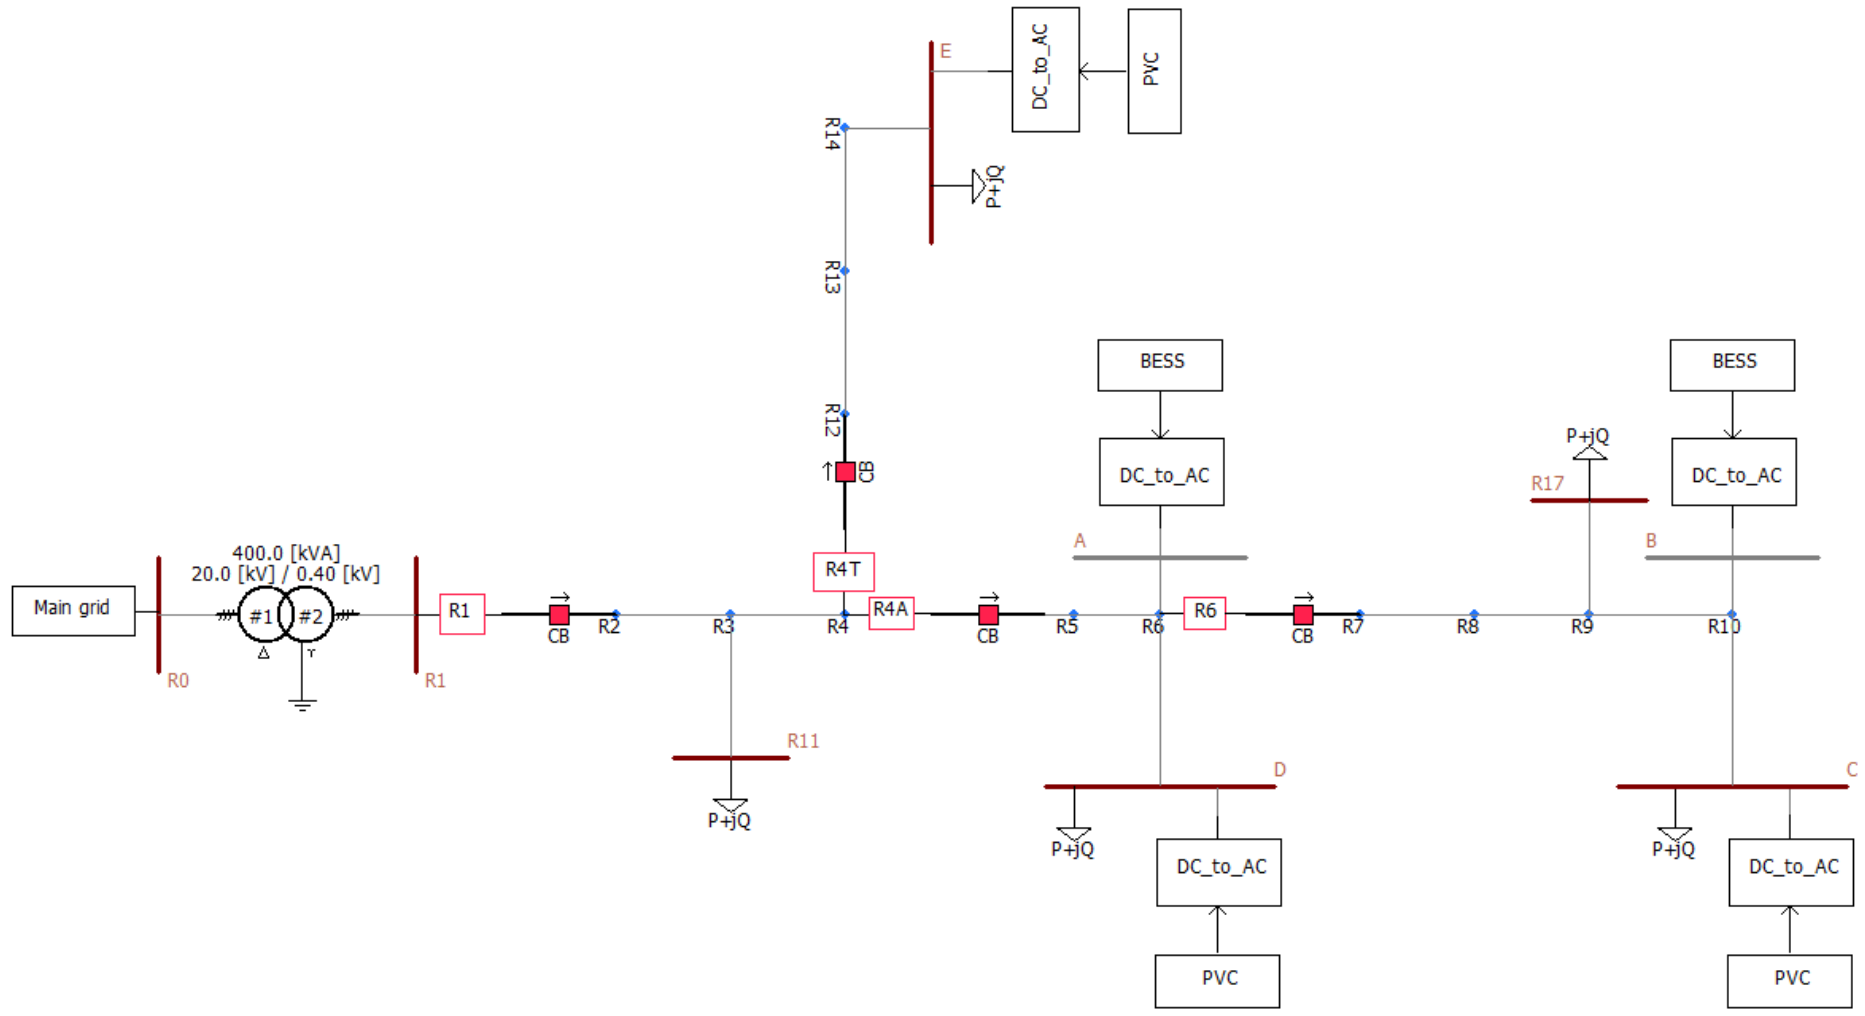 E
DC_to_AC
PVC
R14
P+jQ
R13
R12
CB
R4T
BESS
BESS
DC_to_AC
DC_to_AC
P+jQ
R17
A
B
400.0 [kVA]
20.0 [kV] / 0.40 [kV]
Main grid
#1
#2
Δ
R0
R1
R1
CB
R2
R3
R4
R4A
CB
R5
R6
R6
CB
R7
R8
R9
R10
R11
P+jQ
D
P+jQ
DC_to_AC
PVC
C
P+jQ
DC_to_AC
PVC